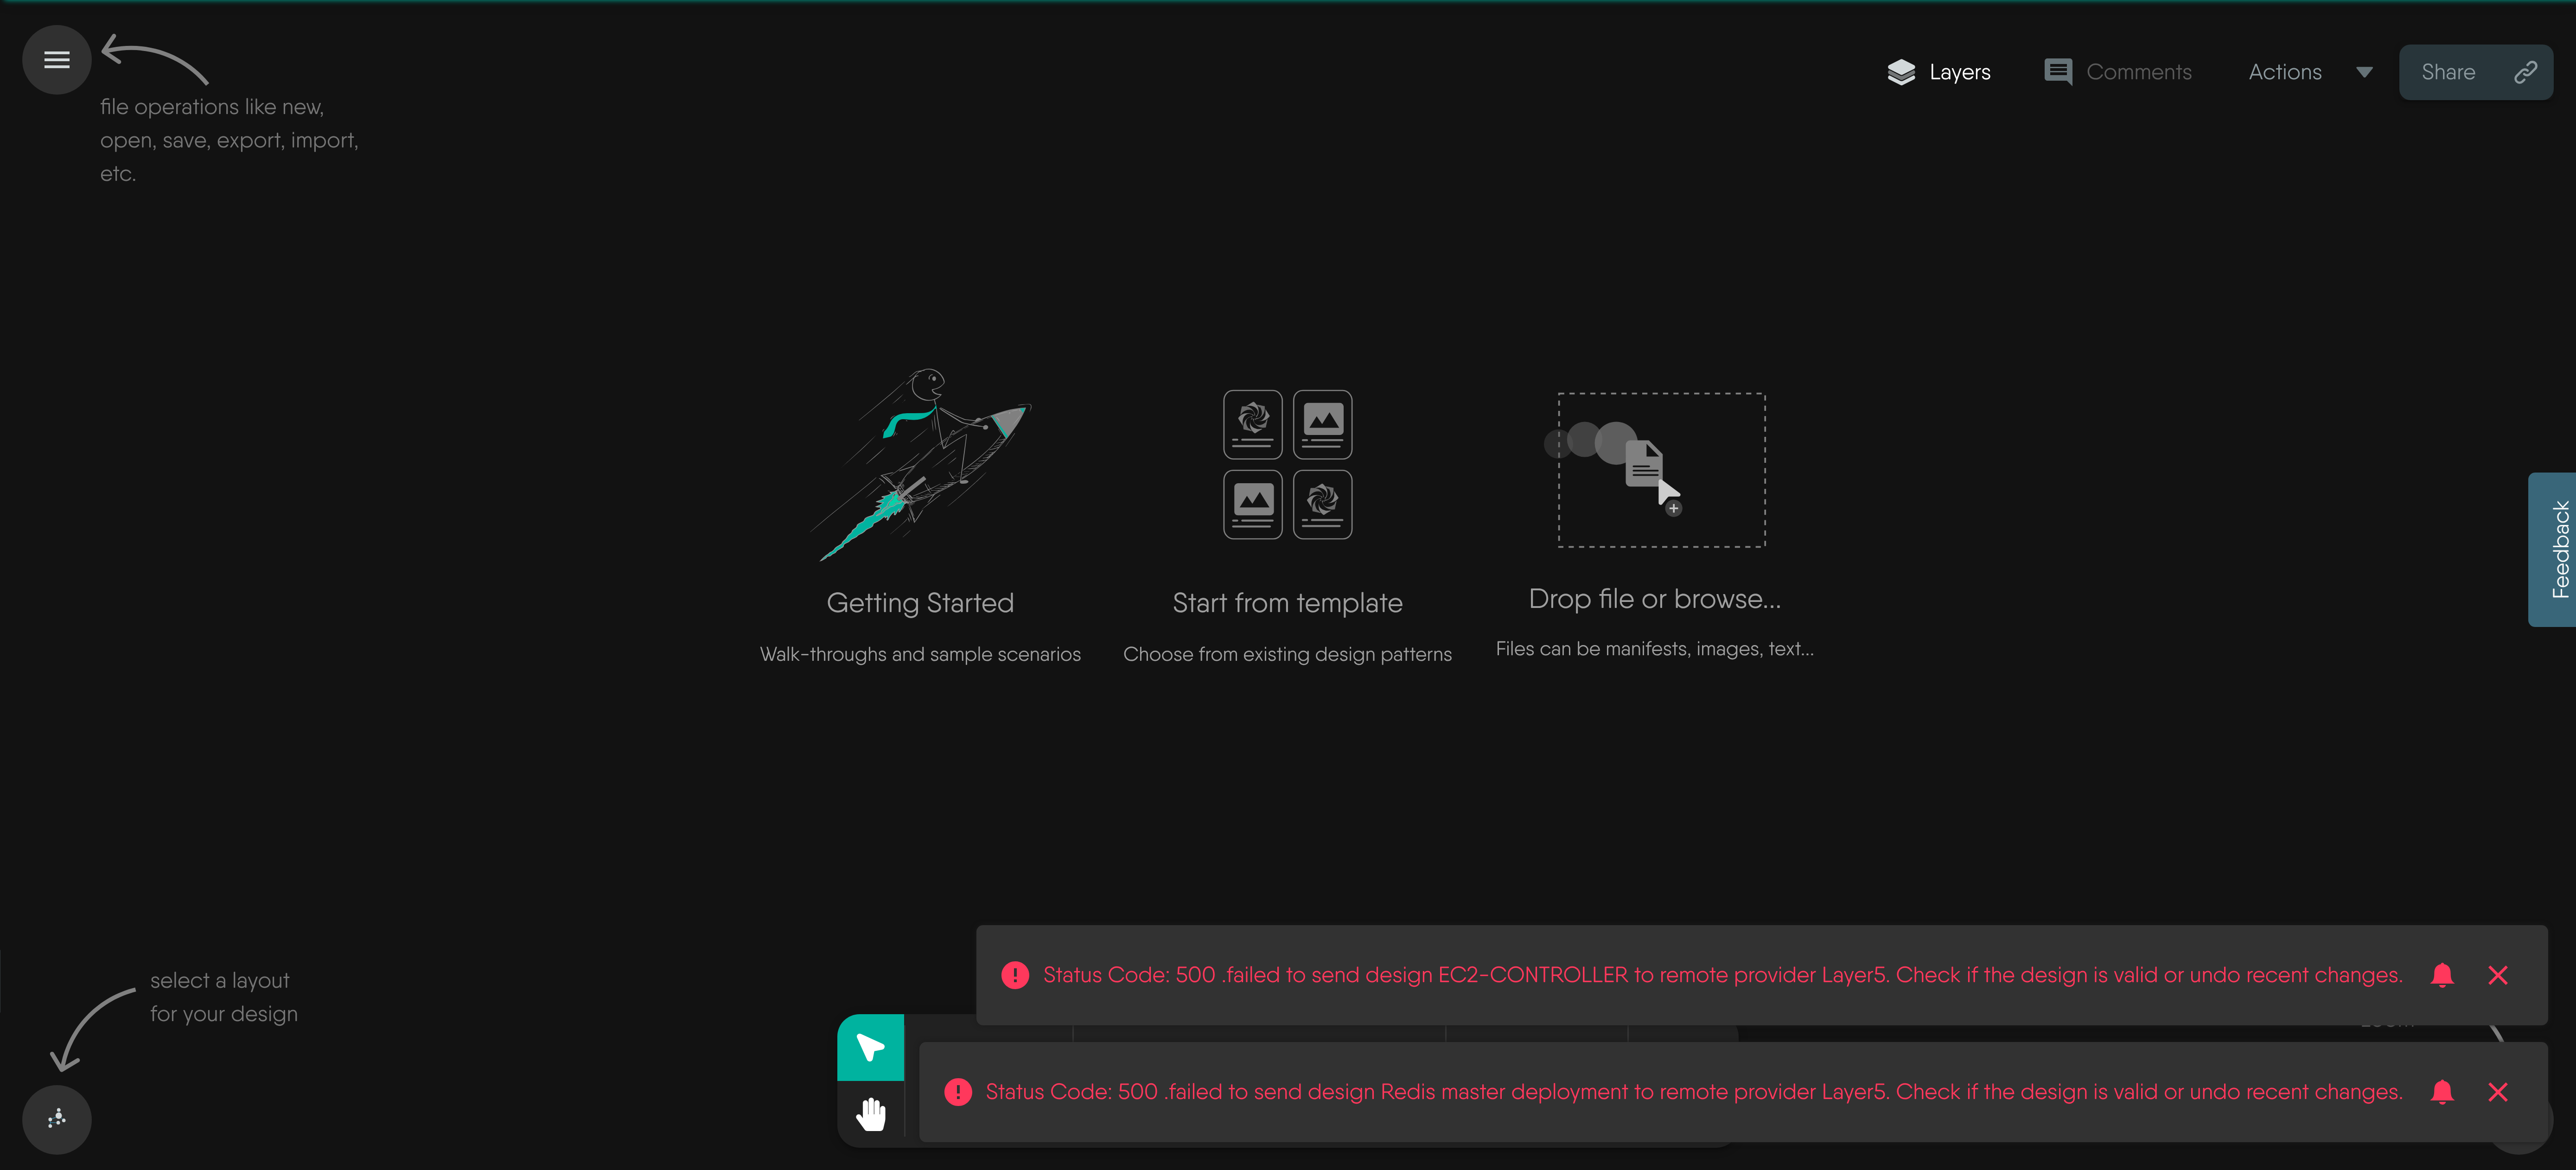 file operations like new,
open, save, export, import,
etc.
Layers
Comments
Actions
Share
Getting Started
Walk-throughs and sample scenarios
Start from template
Choose from existing design patterns
Drop file or browse...
Files can be manifests, images, text...
Feedback
select a layout
for your design
Status Code: 500 .failed to send design EC2-CONTROLLER to remote provider Layer5. Check if the design is valid or undo recent changes.
Status Code: 500 .failed to send design Redis master deployment to remote provider Layer5. Check if the design is valid or undo recent changes.